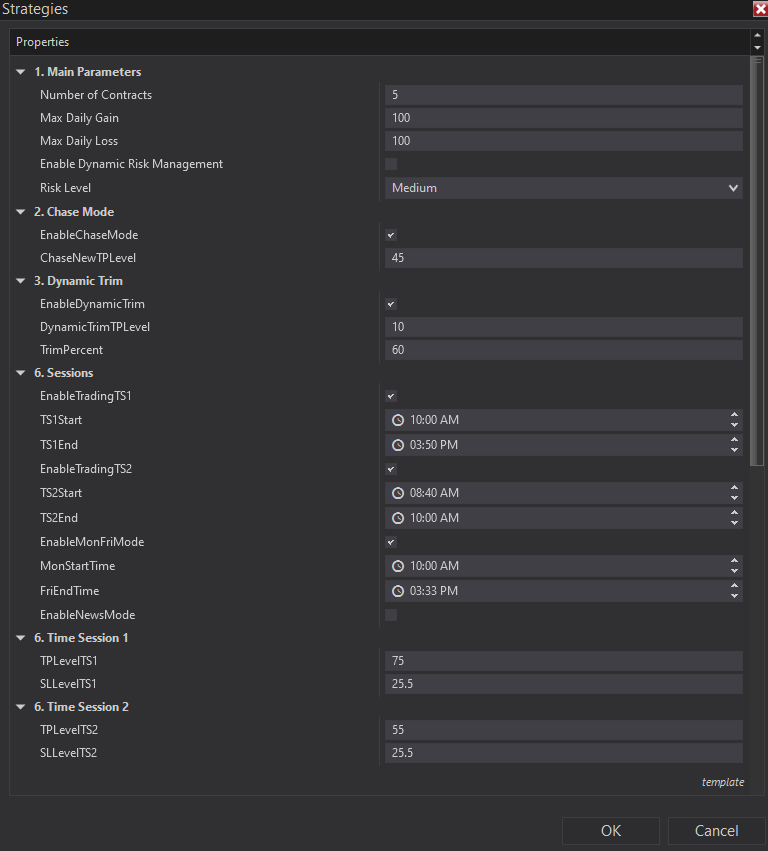 Strategies
Properties
1. Main Parameters
Number of Contracts 5
Max Daily Gain 100
Max Daily Loss 100
Enable Dynamic Risk Management
Risk Level Medium
2. Chase Mode
EnableChaseMode
ChaseNewTPLevel 45
3. Dynamic Trim
EnableDynamicTrim
DynamicTrimTPLevel 10
TrimPercent 60
6. Sessions
EnableTradingTS1
TS1Start 10:00 AM
TS1End 03:50 PM
EnableTradingTS2
TS2Start 08:40 AM
TS2End 10:00 AM
EnableMonFriMode
MonStartTime 10:00 AM
FriEndTime 03:33 PM
EnableNewsMode
6. Time Session 1
TPLevelTS1 75
SLLevelTS1 25.5
6. Time Session 2
TPLevelTS2 55
SLLevelTS2 25.5
template
OK Cancel